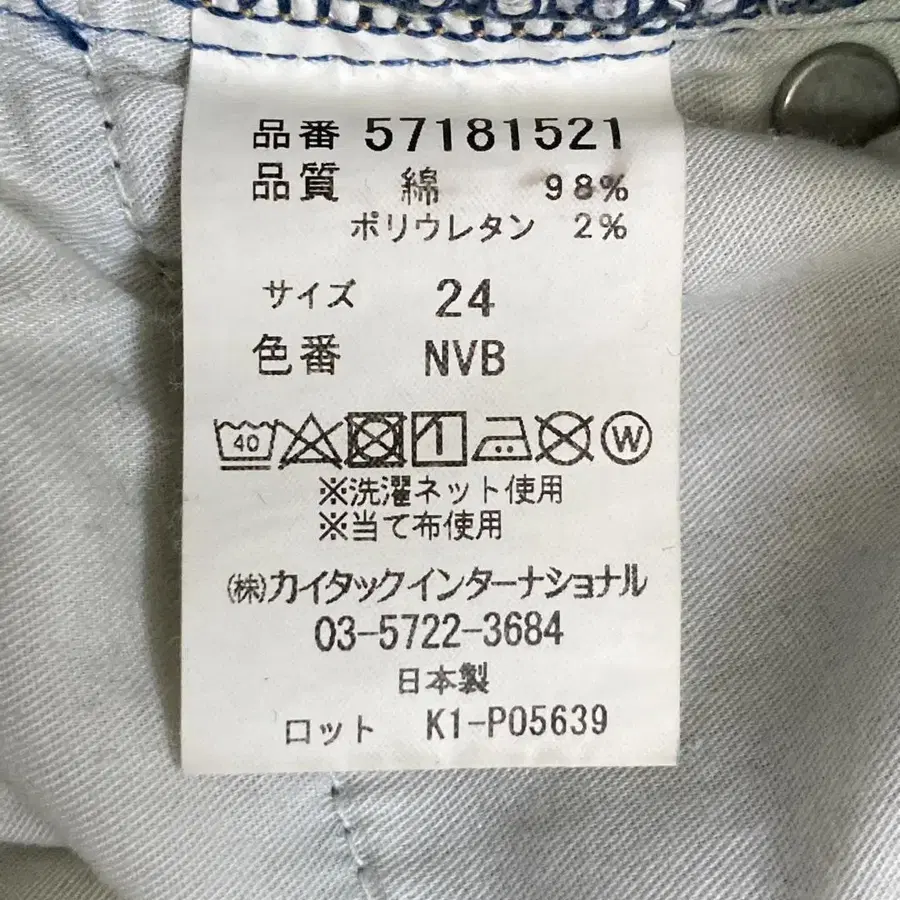 品番 57181521
品質 綿 98%
ポリウレタン 2%
サイズ 24
色番 NVB
40 W
※洗濯ネット使用
※当て布使用
㈱カイタックインターナショナル
03-5722-3684
日本製
ロット K1-P05639